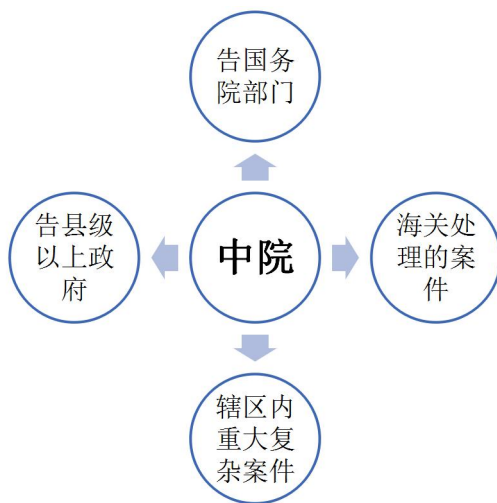 告国务
院部门
告县级
以上政
府
中院
海关处
理的案
件
辖区内
重大复
杂案件